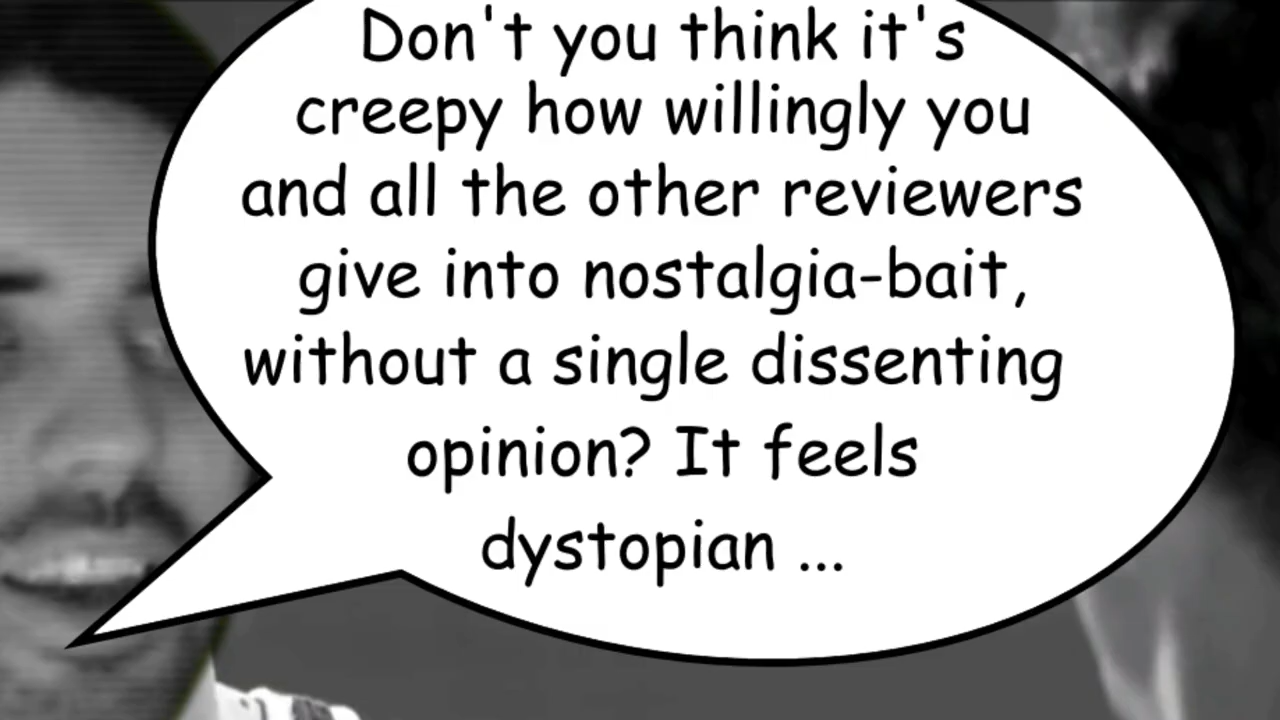 Don't you think it's
creepy how willingly you
and all the other reviewers
give into nostalgia-bait,
without a single dissenting
opinion? It feels
dystopian ...